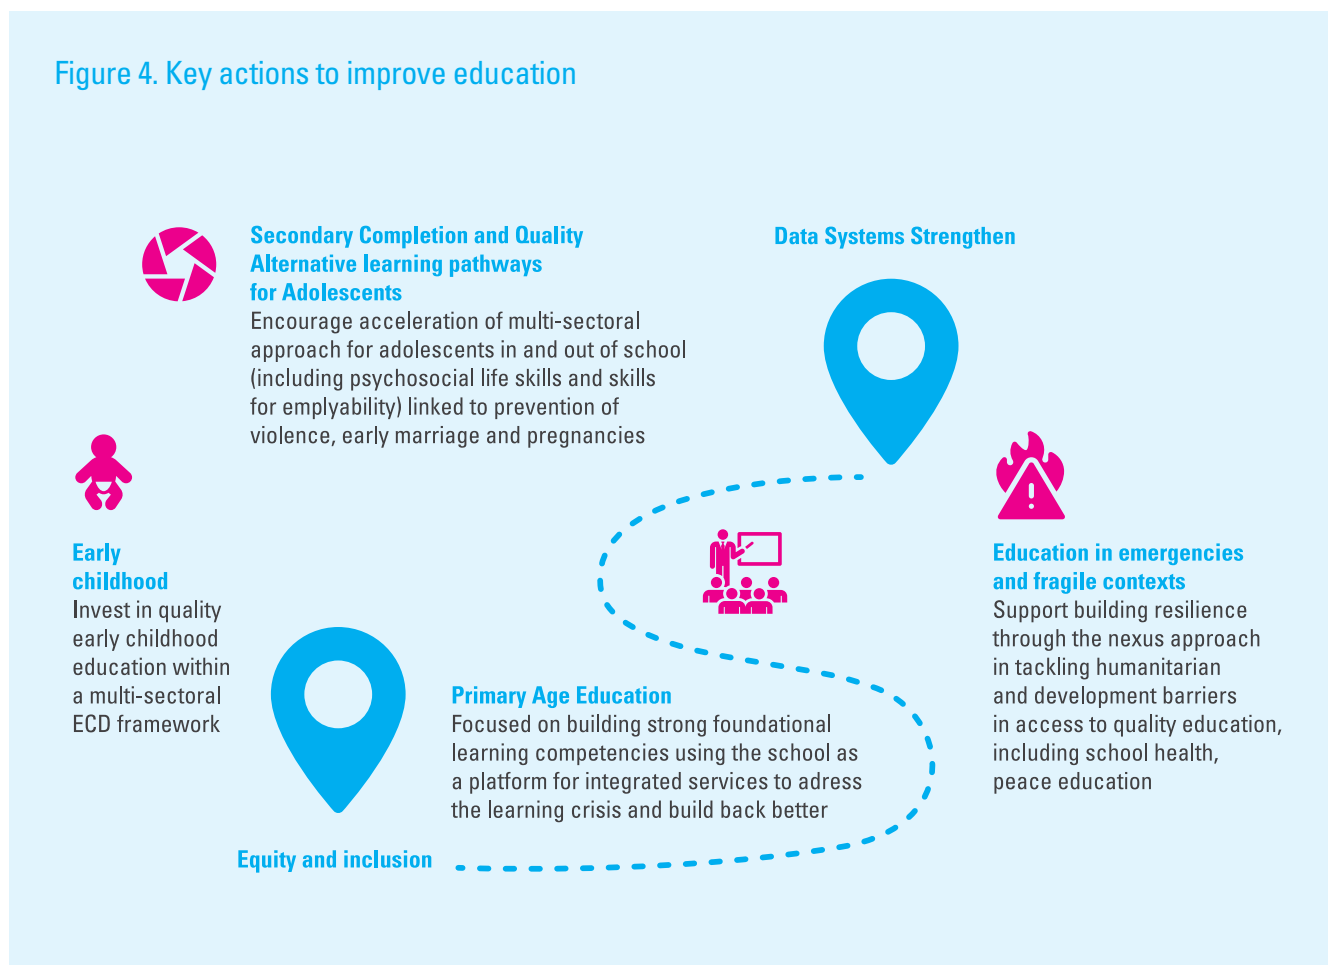 Figure 4. Key actions to improve education
Secondary Completion and Quality
Alternative learning pathways
for Adolescents
Encourage acceleration of multi-sectoral
approach for adolescents in and out of school
(including psychosocial life skills and skills
for emplyability) linked to prevention of
violence, early marriage and pregnancies
Data Systems Strengthen
Early
childhood
Invest in quality
early childhood
education within
a multi-sectoral
ECD framework
Education in emergencies
and fragile contexts
Support building resilience
through the nexus approach
in tackling humanitarian
and development barriers
in access to quality education,
including school health,
peace education
Primary Age Education
Focused on building strong foundational
learning competencies using the school as
a platform for integrated services to adress
the learning crisis and build back better
Equity and inclusion